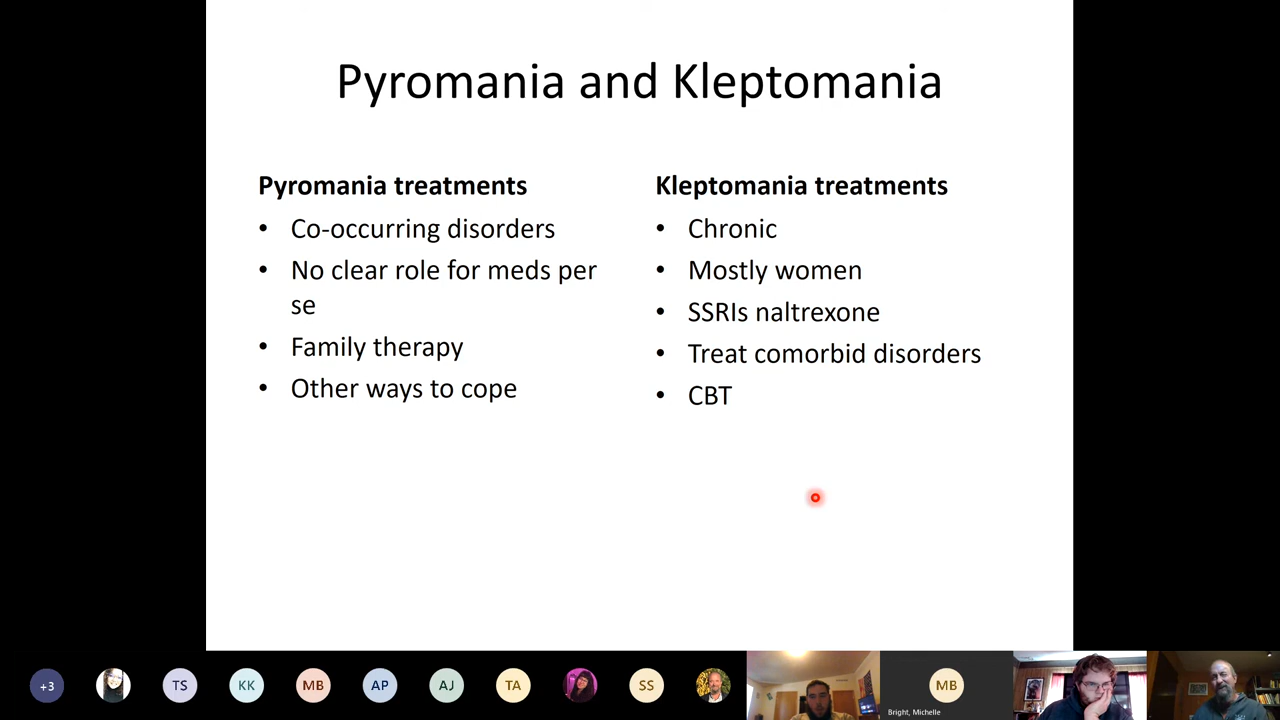 Pyromania and Kleptomania
Pyromania treatments
• Co-occurring disorders
• No clear role for meds per
se
• Family therapy
• Other ways to cope
Kleptomania treatments
• Chronic
• Mostly women
• SSRIs naltrexone
• Treat comorbid disorders
• CBT
+3
TS
KK
MB
AP
AJ
TA
SS
MB
Bright, Michelle